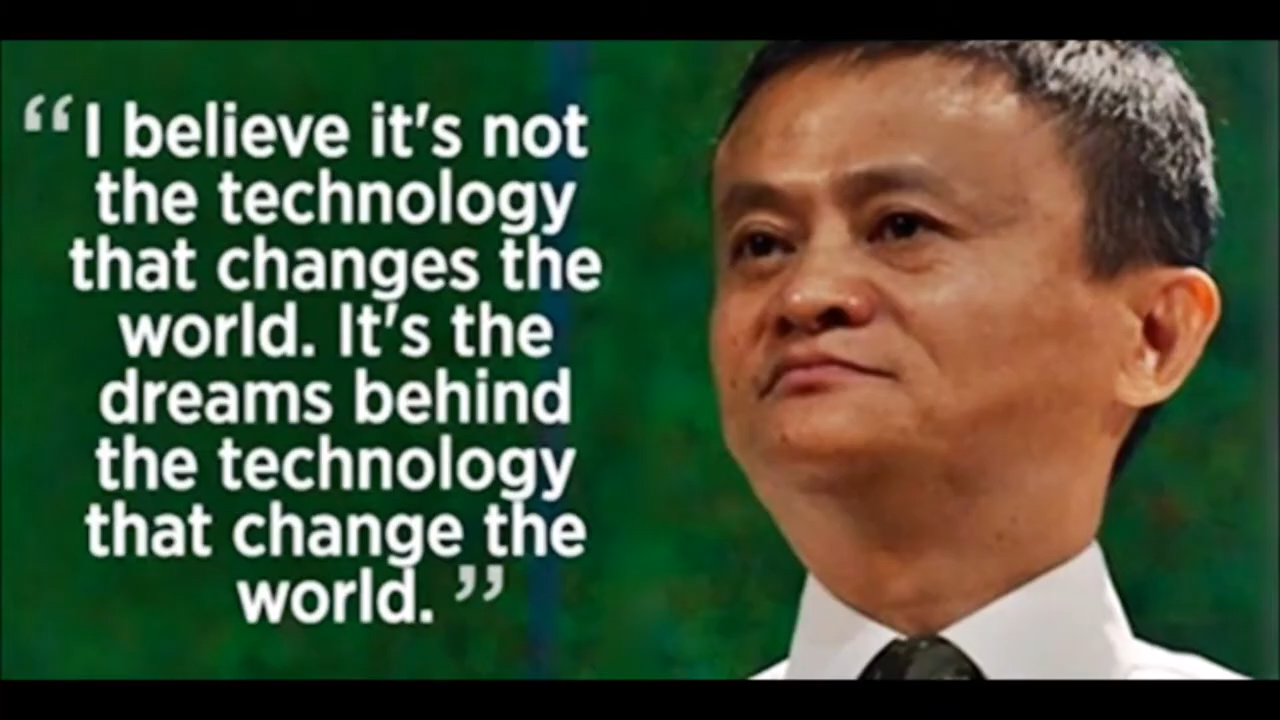 “I believe it's not
the technology
that changes the
world. It's the
dreams behind
the technology
that change the
world.”